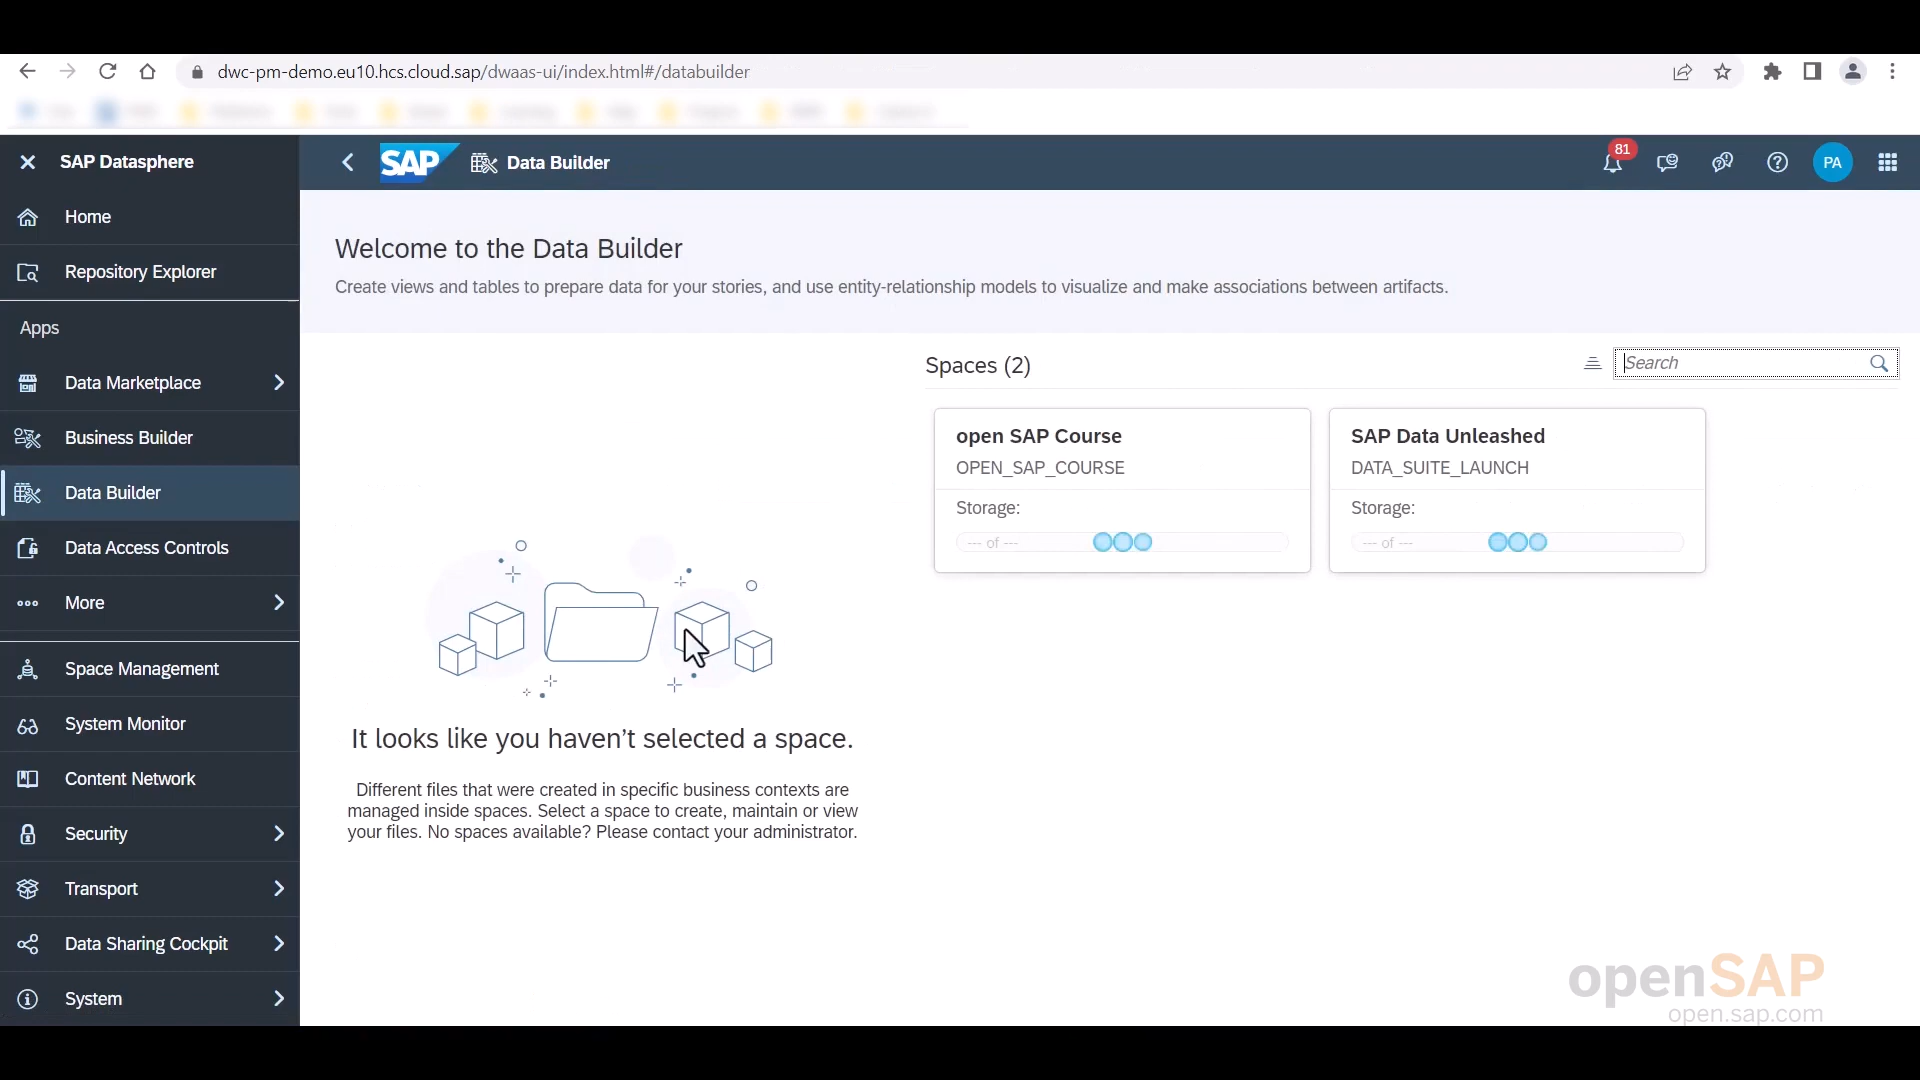 dwc-pm-demo.eu10.hcs.cloud.sap/dwaas-ui/index.html#/databuilder
SAP Datasphere
SAP
Data Builder
81
PA
Home
Repository Explorer
Apps
Data Marketplace
Business Builder
Data Builder
Data Access Controls
More
Space Management
System Monitor
Content Network
Security
Transport
Data Sharing Cockpit
System
Welcome to the Data Builder
Create views and tables to prepare data for your stories, and use entity-relationship models to visualize and make associations between artifacts.
Spaces (2)
Search
open SAP Course
OPEN_SAP_COURSE
Storage:
--- of ---
SAP Data Unleashed
DATA_SUITE_LAUNCH
Storage:
--- of ---
It looks like you haven’t selected a space.
Different files that were created in specific business contexts are
managed inside spaces. Select a space to create, maintain or view
your files. No spaces available? Please contact your administrator.
openSAP
open.sap.com